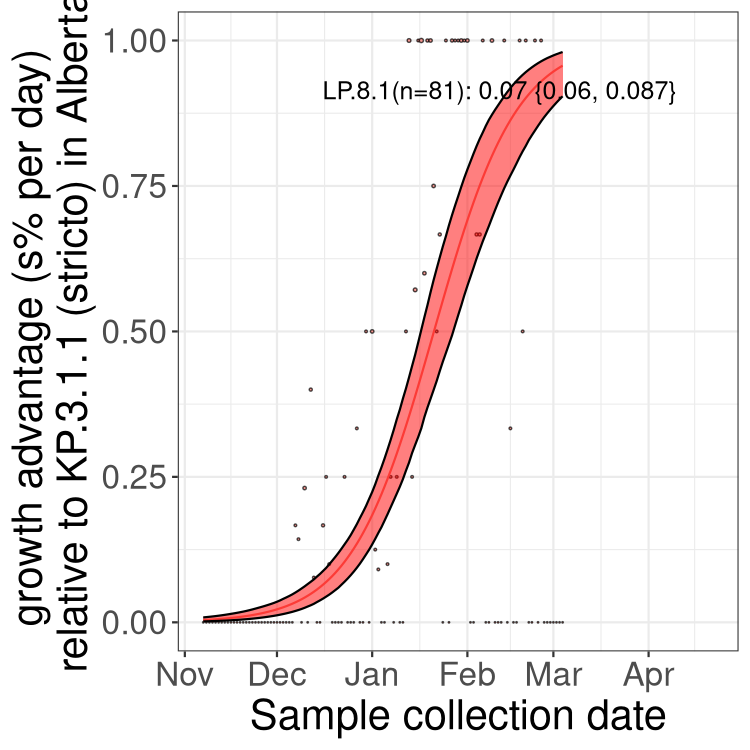 growth advantage (s% per day)
relative to KP.3.1.1 (stricto) in Alberta
1.00
0.75
0.50
0.25
0.00
LP.8.1(n=81): 0.07 {0.06, 0.087}
Nov Dec Jan Feb Mar Apr
Sample collection date